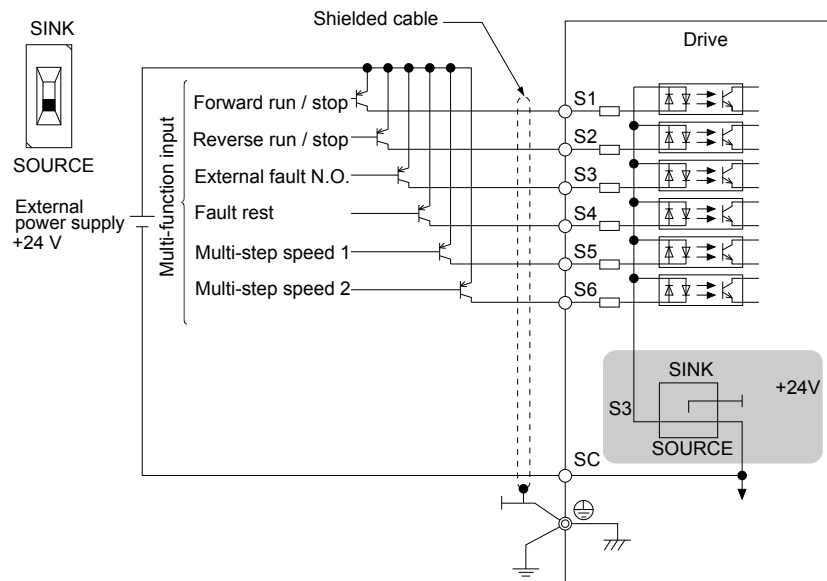 Shielded cable
SINK
SOURCE
External
power supply
+24 V
Multi-function input
Forward run / stop
Reverse run / stop
External fault N.O.
Fault rest
Multi-step speed 1
Multi-step speed 2
Drive
S1
S2
S3
S4
S5
S6
SINK
+24V
S3
SOURCE
SC